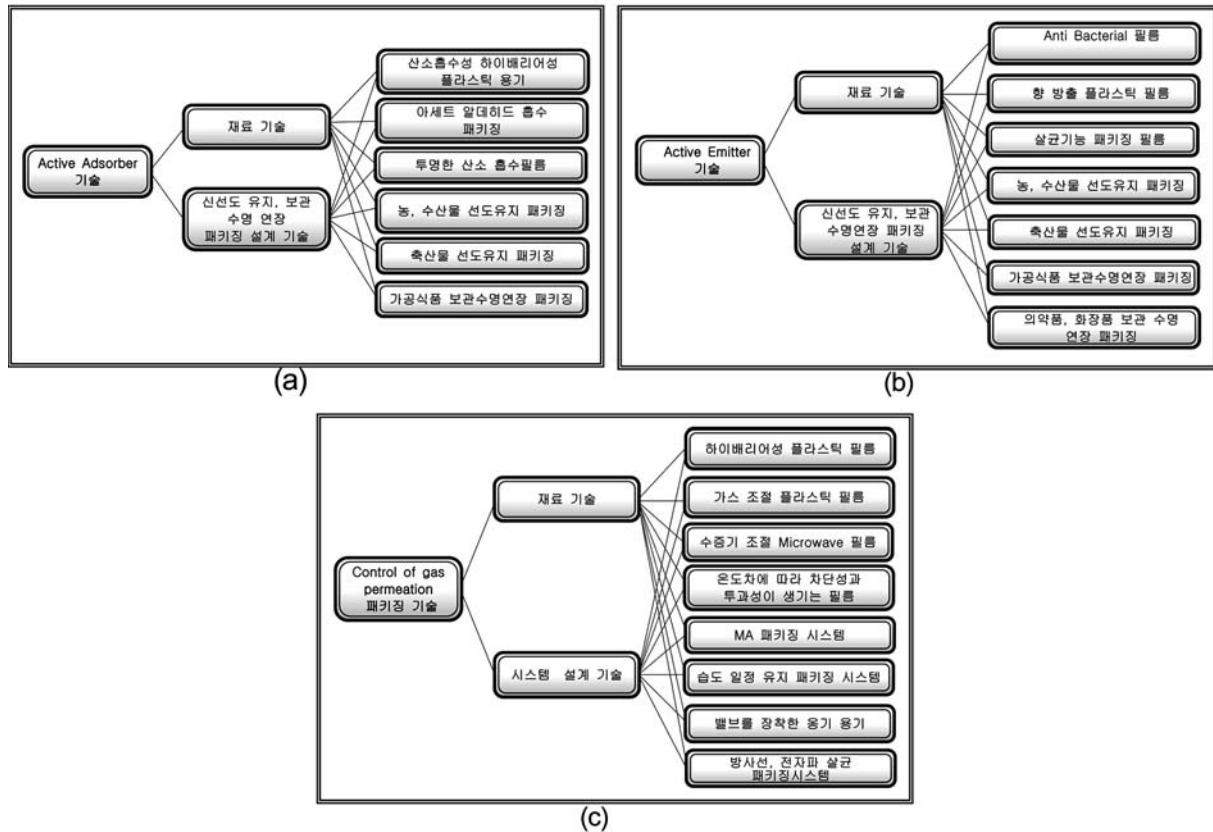 Active Adsorber
기술
재료 기술
신선도 유지, 보관
수명 연장
패키징 설계 기술
산소흡수성 하이배리어성
플라스틱 용기
아세트 알데히드 흡수
패키징
투명한 산소 흡수필름
농, 수산물 선도유지 패키징
축산물 선도유지 패키징
가공식품 보관수명연장 패키징
(a)
Active Emitter
기술
재료 기술
신선도 유지, 보관
수명연장 패키징
설계 기술
Anti Bacterial 필름
향 방출 플라스틱 필름
살균기능 패키징 필름
농, 수산물 선도유지 패키징
축산물 선도유지 패키징
가공식품 보관수명연장 패키징
의약품, 화장품 보관 수명
연장 패키징
(b)
Control of gas
permeation
패키징 기술
재료 기술
시스템 설계 기술
하이배리어성 플라스틱 필름
가스 조절 플라스틱 필름
수증기 조절 Microwave 필름
온도차에 따라 차단성과
투과성이 생기는 필름
MA 패키징 시스템
습도 일정 유지 패키징 시스템
밸브를 장착한 옹기 용기
방사선, 전자파 살균
패키징시스템
(c)